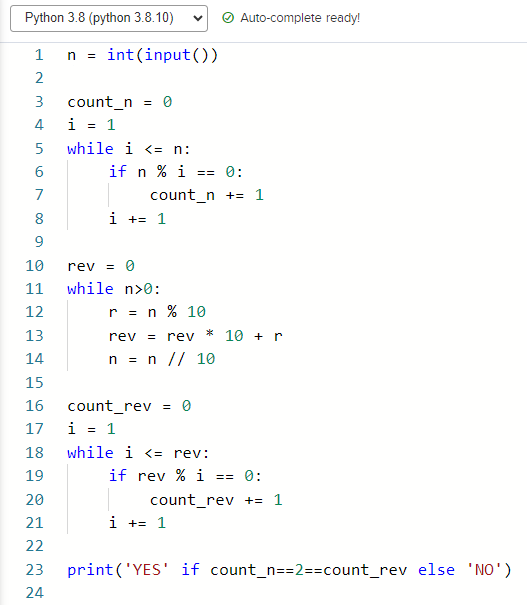 Python 3.8 (python 3.8.10) Auto-complete ready!
1 n = int(input())
2
3 count_n = 0
4 i = 1
5 while i <= n:
6     if n % i == 0:
7         count_n += 1
8     i += 1
9
10 rev = 0
11 while n>0:
12     r = n % 10
13     rev = rev * 10 + r
14     n = n // 10
15
16 count_rev = 0
17 i = 1
18 while i <= rev:
19     if rev % i == 0:
20         count_rev += 1
21     i += 1
22
23 print('YES' if count_n==2==count_rev else 'NO')
24